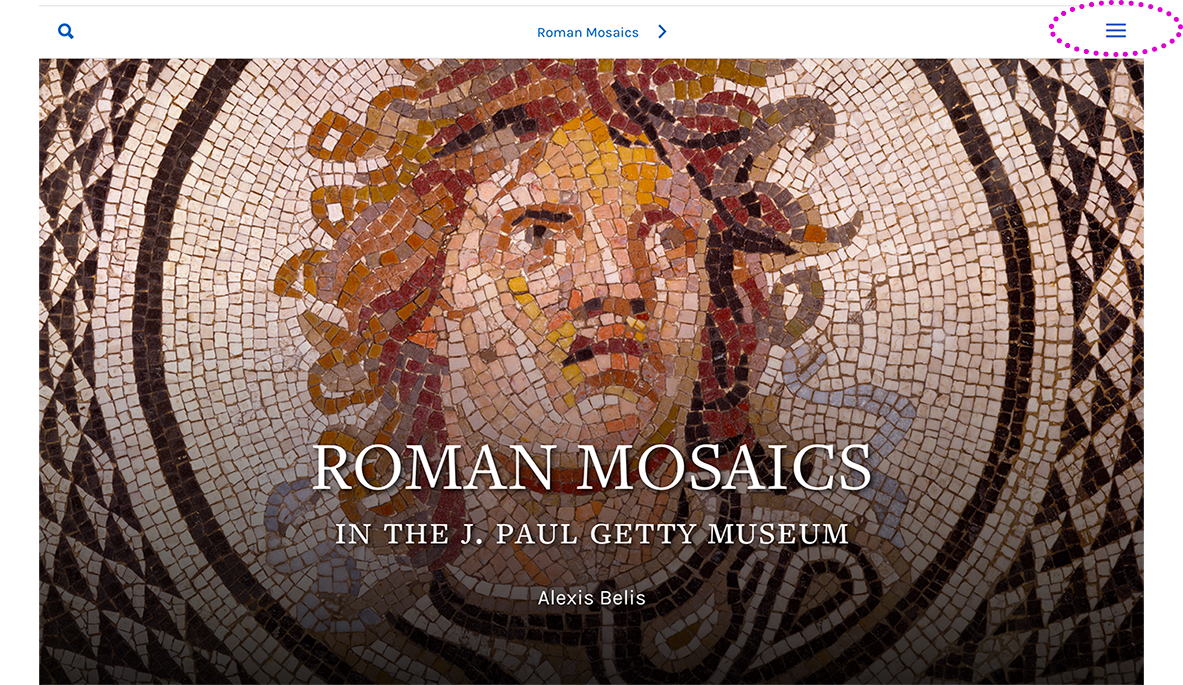 Roman Mosaics
ROMAN MOSAICS
IN THE J. PAUL GETTY MUSEUM
Alexis Belis